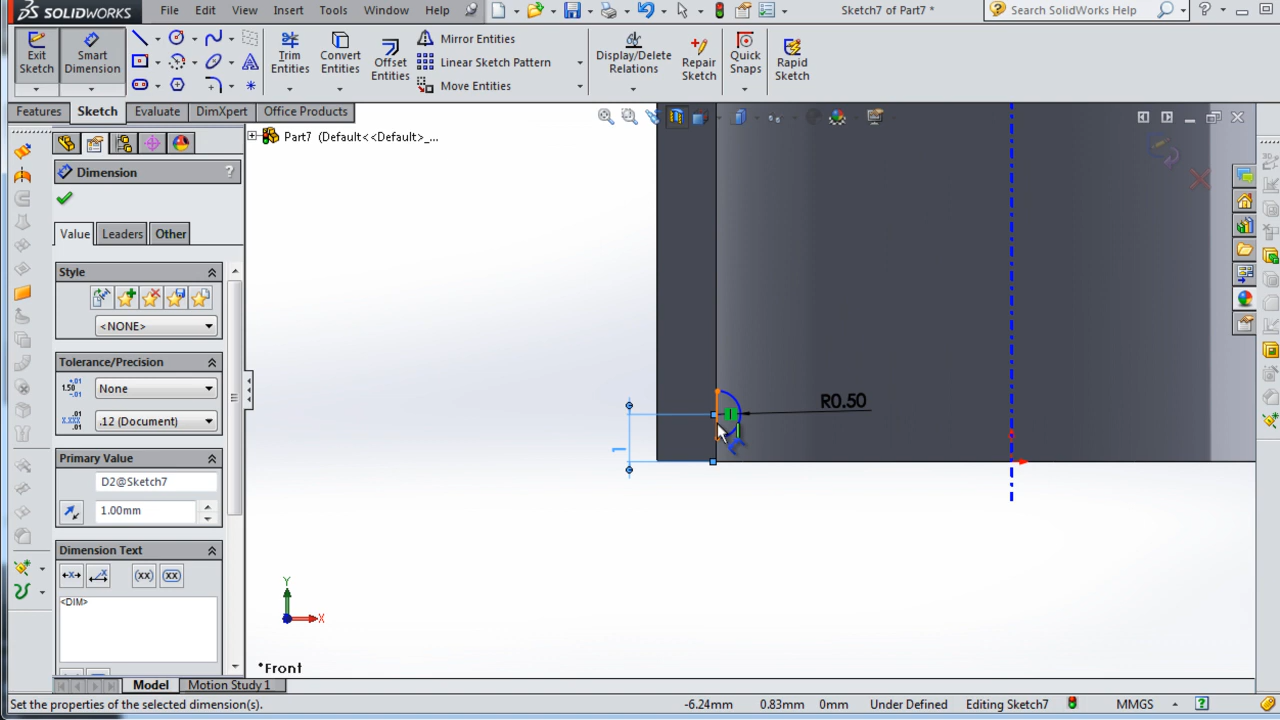 SOLIDWORKS File Edit View Insert Tools Window Help Sketch7 of Part7 * Search SolidWorks Help
Exit Sketch
Smart Dimension
Trim Entities
Convert Entities
Offset Entities
Mirror Entities
Linear Sketch Pattern
Move Entities
Display/Delete Relations
Repair Sketch
Quick Snaps
Rapid Sketch
Features Sketch Evaluate DimXpert Office Products
Part7 (Default<<Default>_...
Dimension ?
Value Leaders Other
Style
<NONE>
Tolerance/Precision
None
.12 (Document)
Primary Value
D2@Sketch7
1.00mm
Dimension Text
<DIM>
R0.50
1
Y
X
*Front
Model Motion Study 1
Set the properties of the selected dimension(s). -6.24mm 0.83mm 0mm Under Defined Editing Sketch7 MMGS